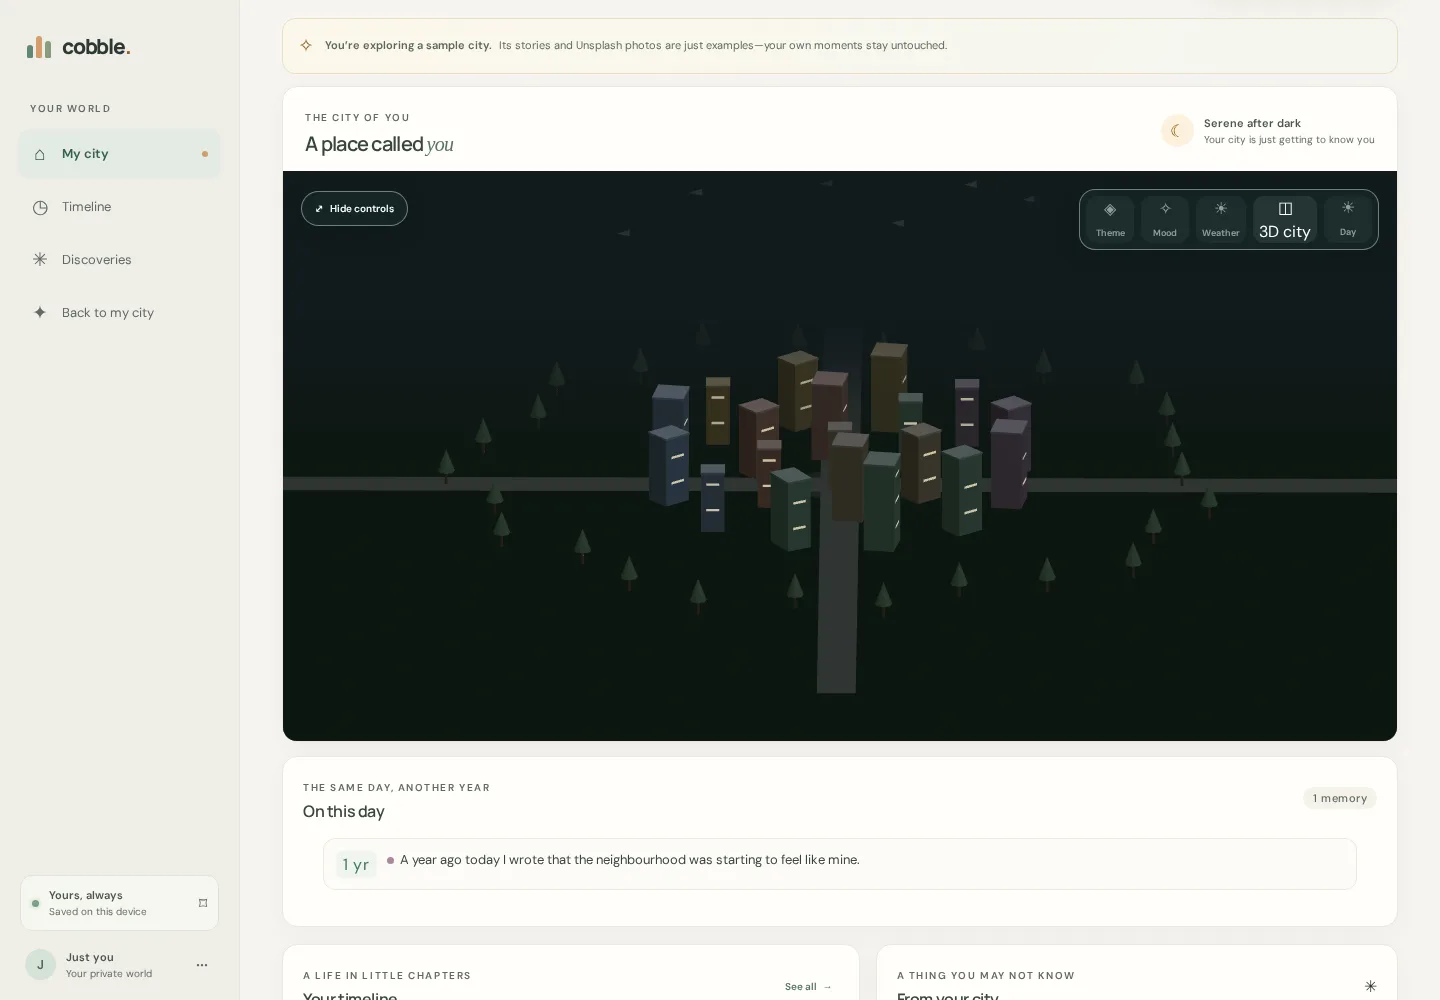 cobble.
YOUR WORLD
My city
Timeline
Discoveries
Back to my city
Yours, always
Saved on this device
J
Just you
Your private world
You're exploring a sample city. Its stories and Unsplash photos are just examples—your own moments stay untouched.
THE CITY OF YOU
A place called you
Serene after dark
Your city is just getting to know you
Hide controls
Theme
Mood
Weather
3D city
Day
THE SAME DAY, ANOTHER YEAR
On this day
1 memory
1 yr
A year ago today I wrote that the neighbourhood was starting to feel like mine.
A LIFE IN LITTLE CHAPTERS
Your timeline
See all →
A THING YOU MAY NOT KNOW
From your city